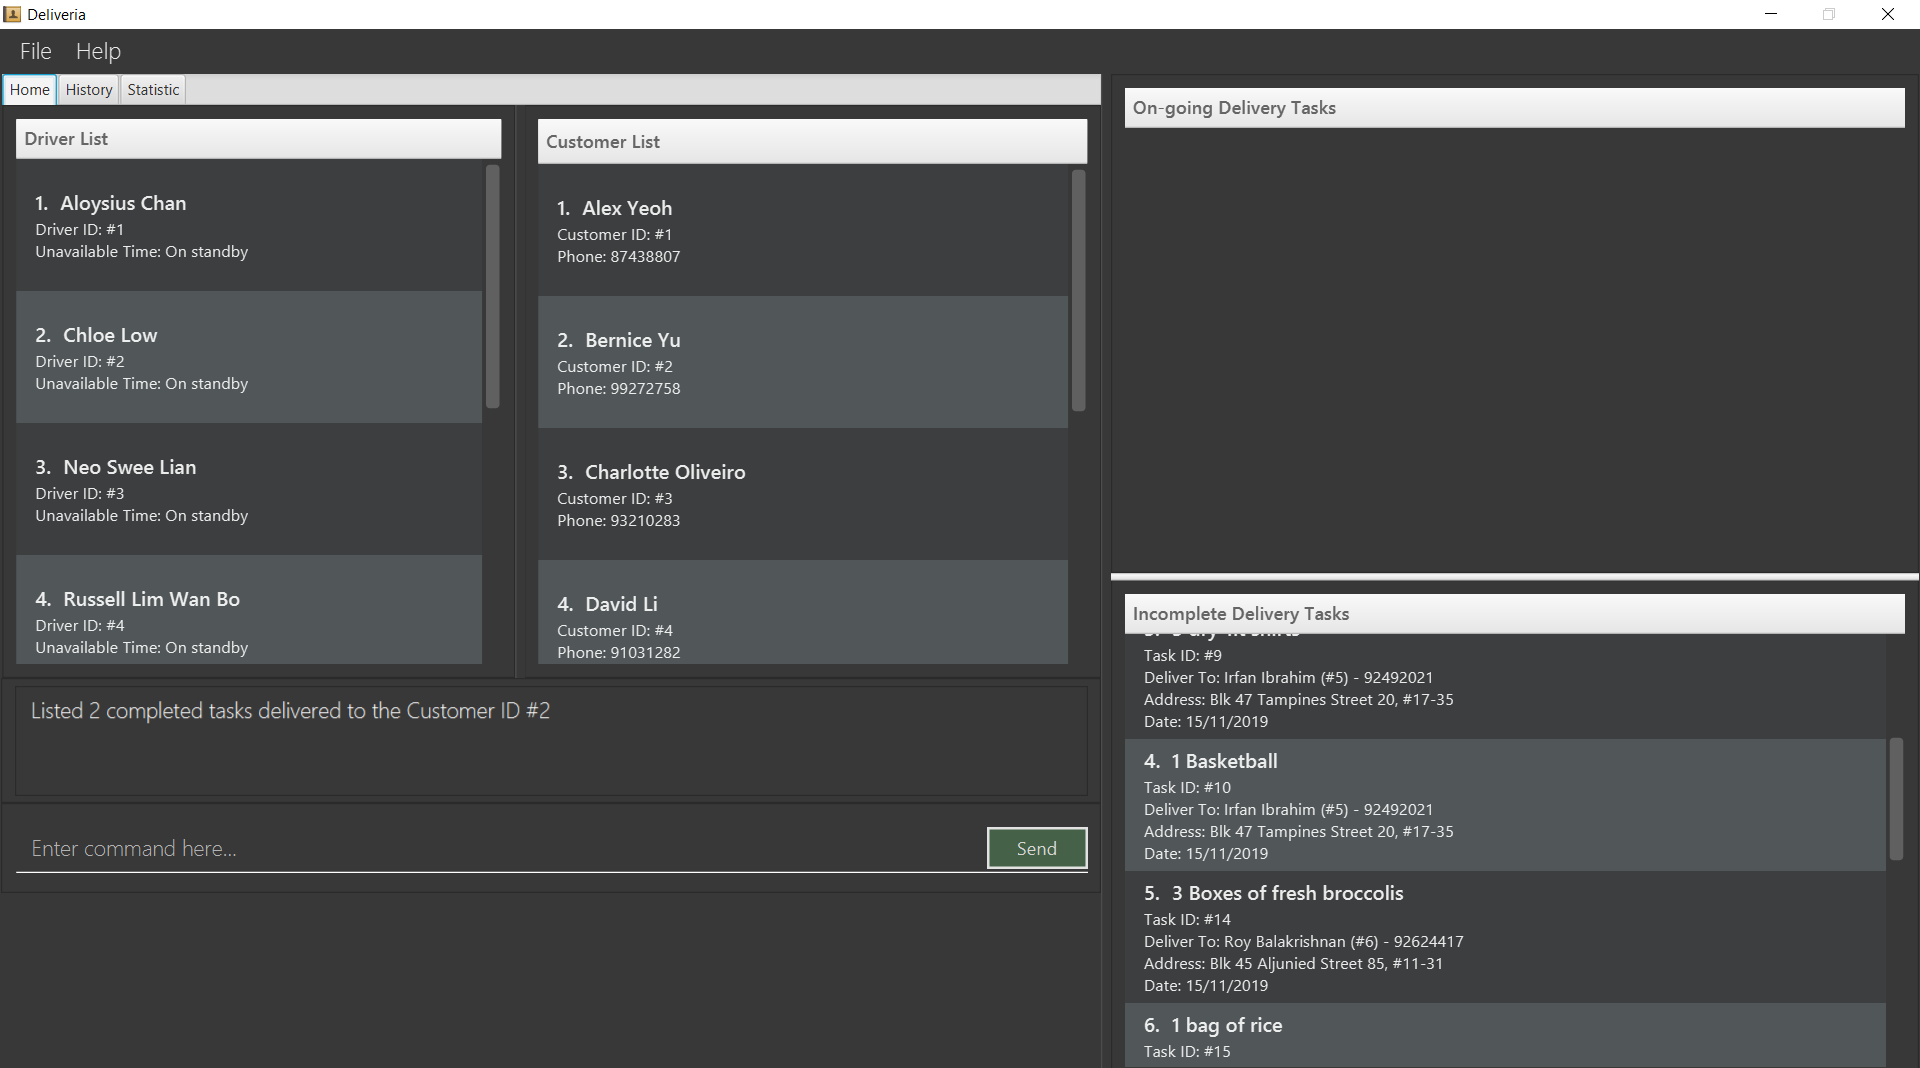 Deliveria
File Help
Home History Statistic
Driver List
1. Aloysius Chan
Driver ID: #1
Unavailable Time: On standby
2. Chloe Low
Driver ID: #2
Unavailable Time: On standby
3. Neo Swee Lian
Driver ID: #3
Unavailable Time: On standby
4. Russell Lim Wan Bo
Driver ID: #4
Unavailable Time: On standby
Customer List
1. Alex Yeoh
Customer ID: #1
Phone: 87438807
2. Bernice Yu
Customer ID: #2
Phone: 99272758
3. Charlotte Oliveiro
Customer ID: #3
Phone: 93210283
4. David Li
Customer ID: #4
Phone: 91031282
Listed 2 completed tasks delivered to the Customer ID #2
Enter command here...
Send
On-going Delivery Tasks
Incomplete Delivery Tasks
Task ID: #9
Deliver To: Irfan Ibrahim (#5) - 92492021
Address: Blk 47 Tampines Street 20, #17-35
Date: 15/11/2019
4. 1 Basketball
Task ID: #10
Deliver To: Irfan Ibrahim (#5) - 92492021
Address: Blk 47 Tampines Street 20, #17-35
Date: 15/11/2019
5. 3 Boxes of fresh broccolis
Task ID: #14
Deliver To: Roy Balakrishnan (#6) - 92624417
Address: Blk 45 Aljunied Street 85, #11-31
Date: 15/11/2019
6. 1 bag of rice
Task ID: #15